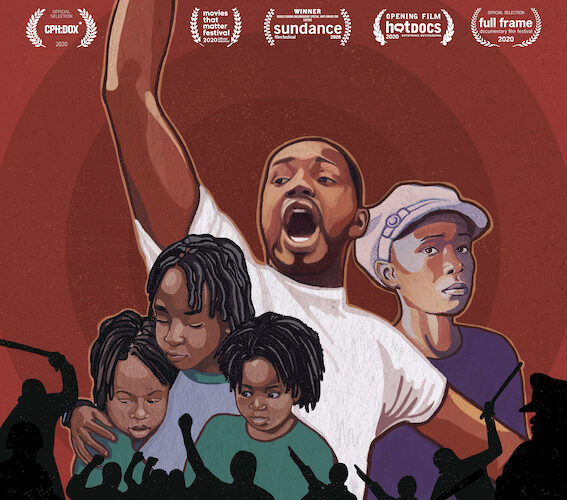 OFFICIAL
SELECTION
CPH:DOX
2020
movies
that
matter
festival
2020
WINNER
sundance
filmfestival 2020
OPENING FILM
hotDOCS
2020
OFFICIAL SELECTION
full frame
documentary film festival
2020